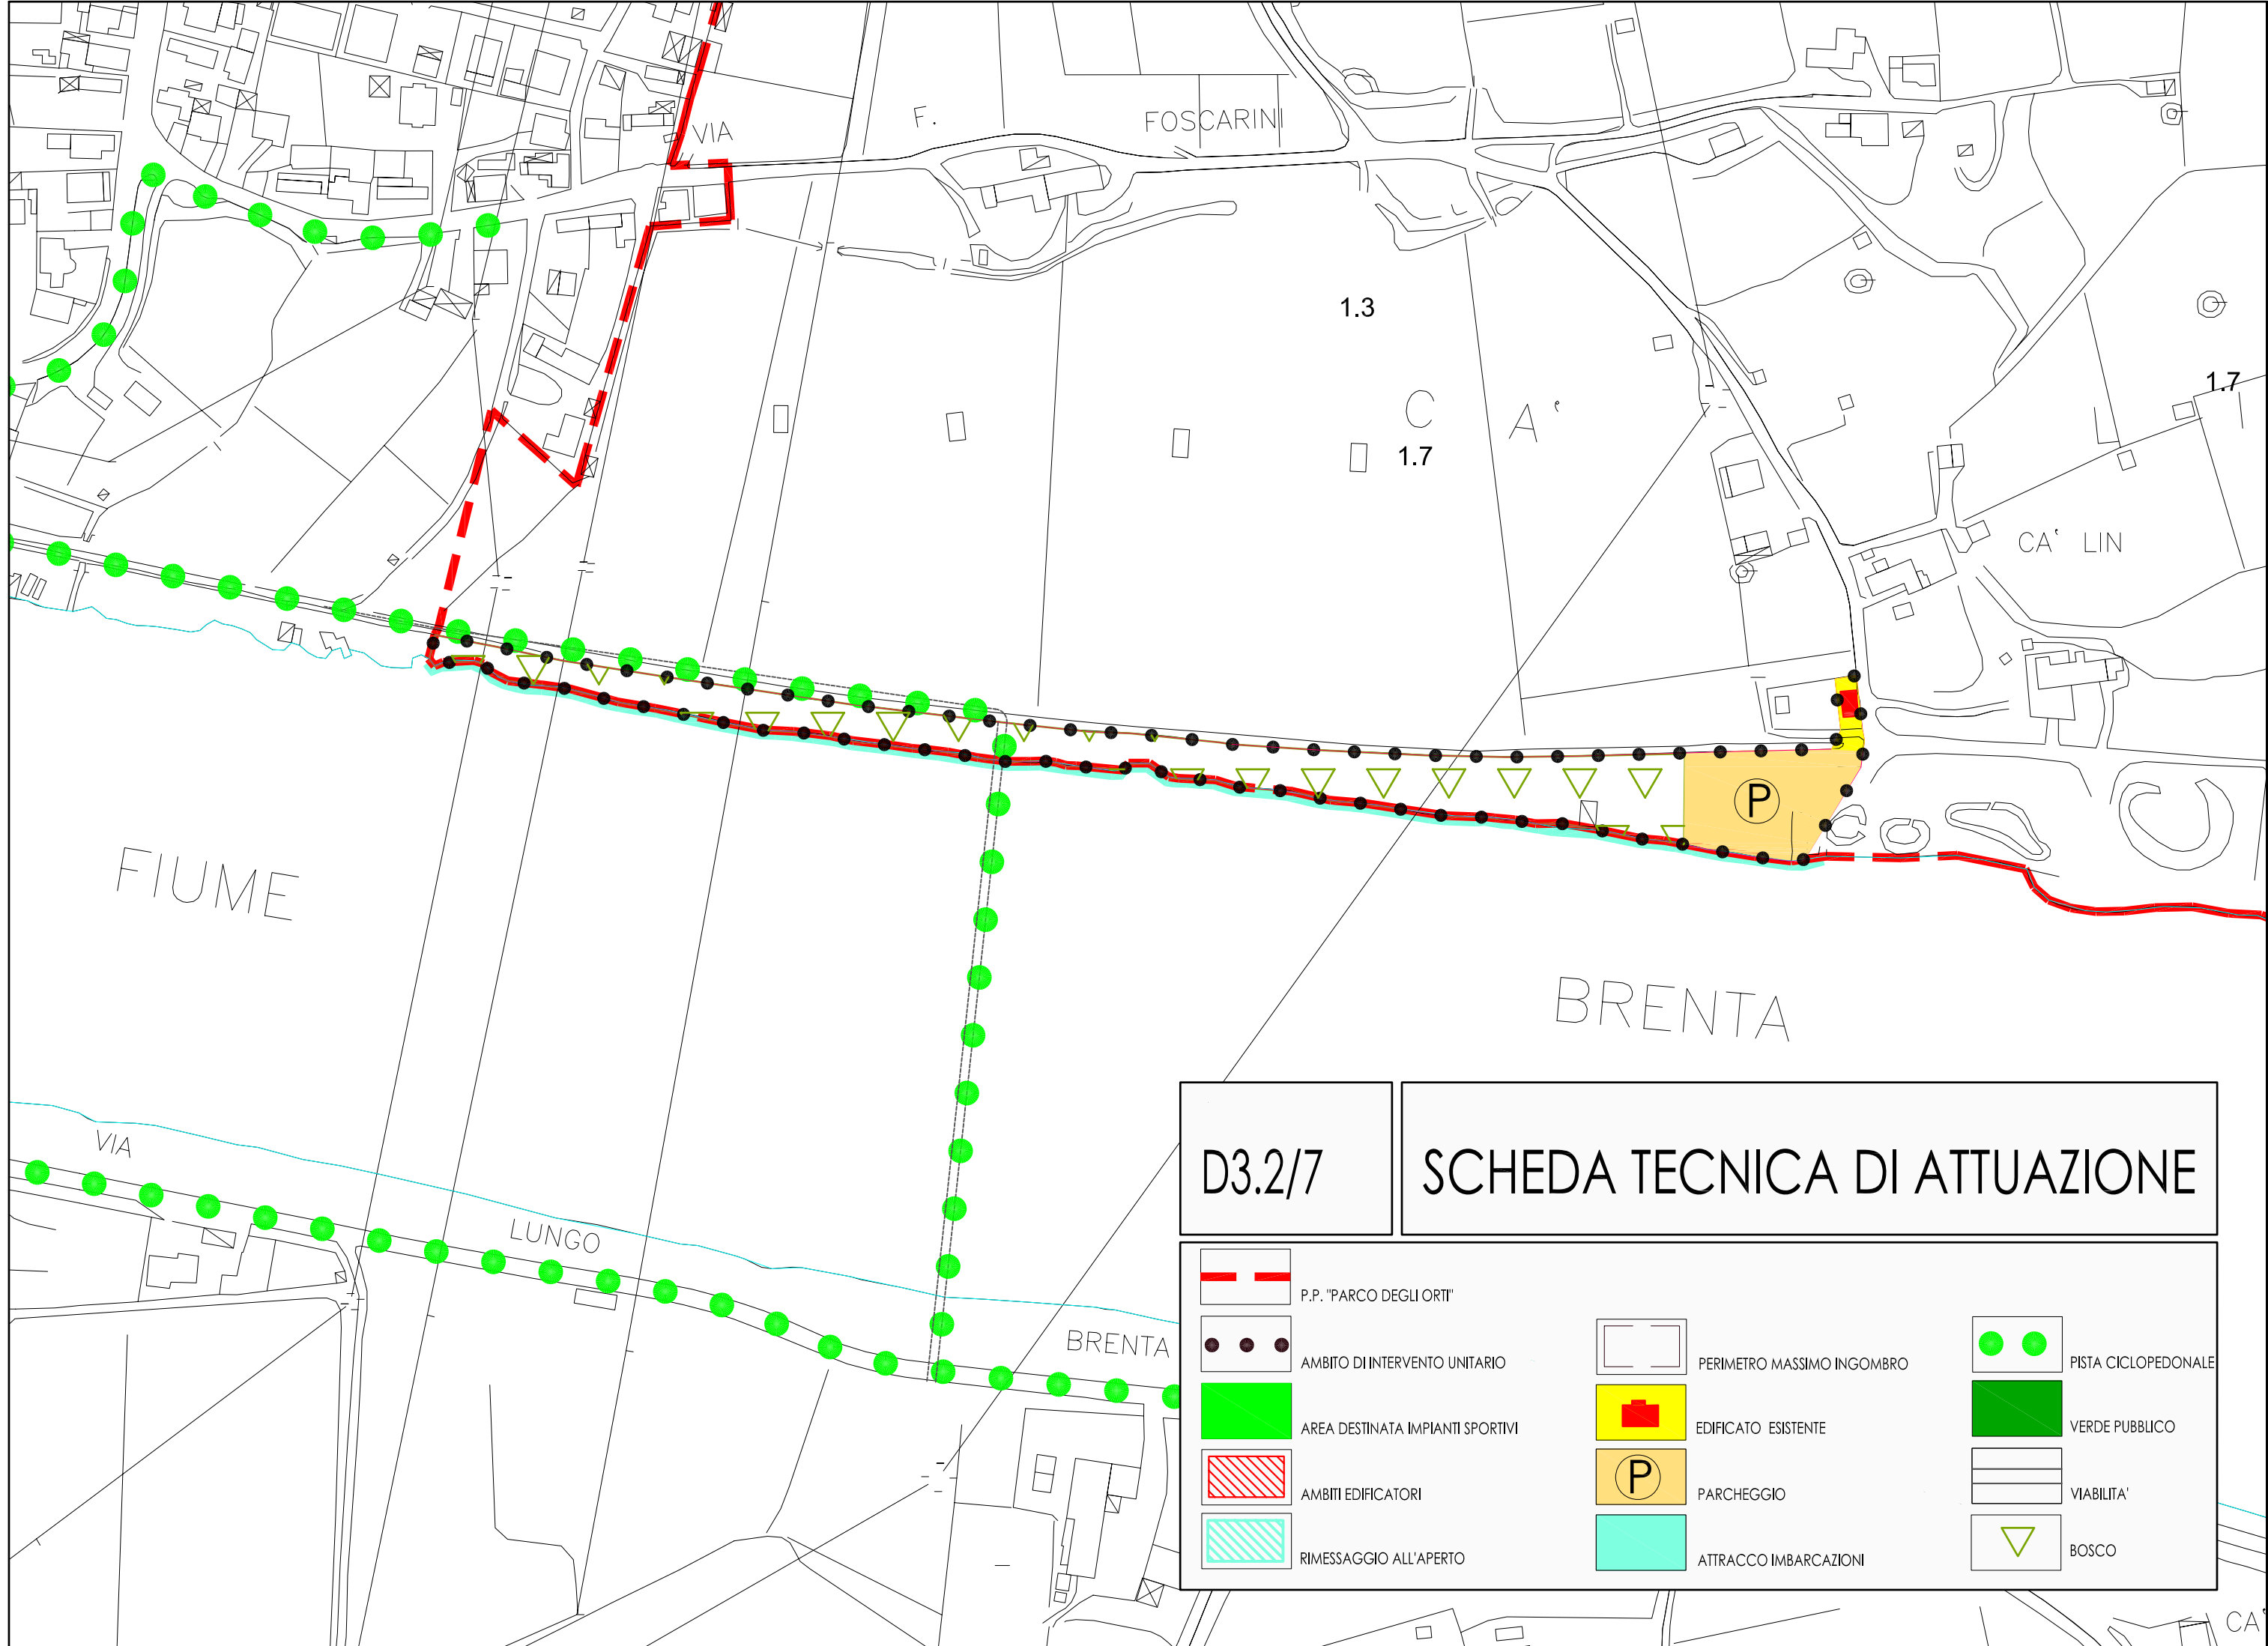 VIA
F.
FOSCARINI
1.3
1.7
C A'
1.7
CA' LIN
FIUME
BRENTA
VIA
LUNGO
BRENTA
D3.2/7
SCHEDA TECNICA DI ATTUAZIONE
P.P. "PARCO DEGLI ORTI"
AMBITO DI INTERVENTO UNITARIO
PERIMETRO MASSIMO INGOMBRO
PISTA CICLOPEDONALE
AREA DESTINATA IMPIANTI SPORTIVI
EDIFICATO ESISTENTE
VERDE PUBBLICO
AMBITI EDIFICATORI
P
PARCHEGGIO
VIABILITA'
RIMESSAGGIO ALL'APERTO
ATTRACCO IMBARCAZIONI
BOSCO
P
CA'